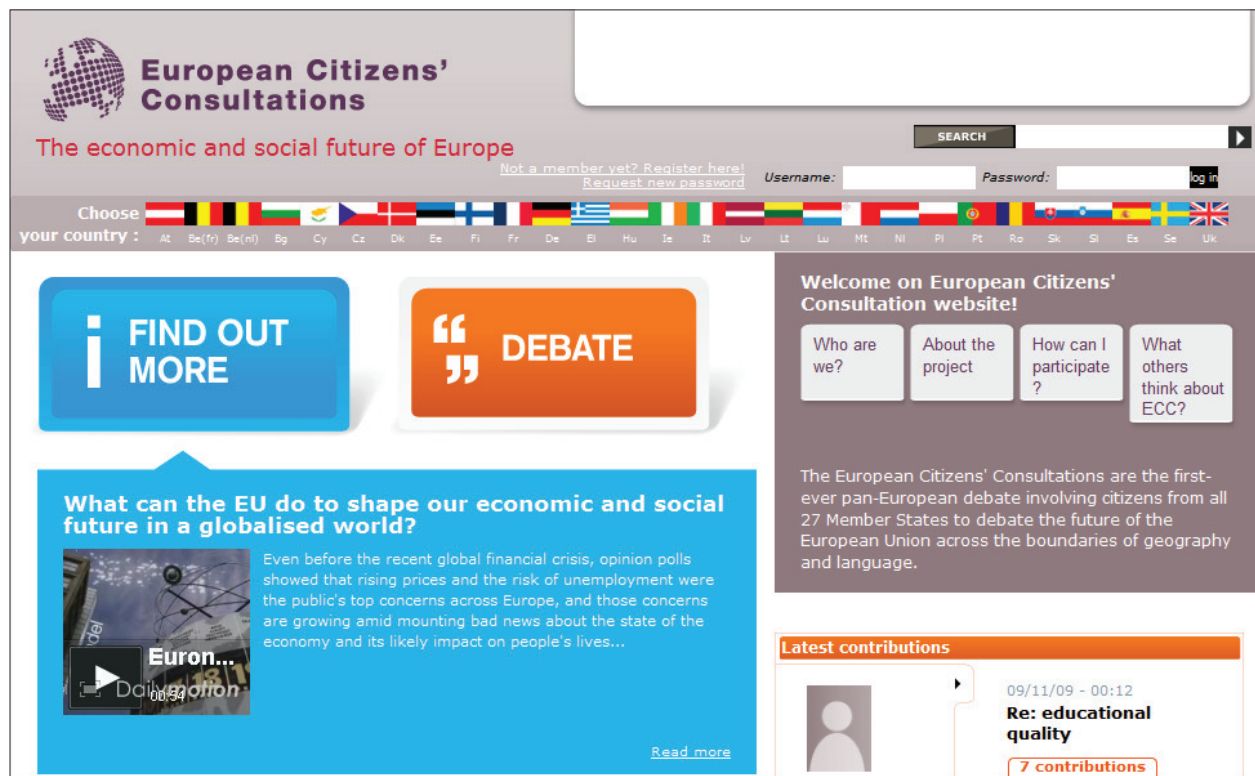 European Citizens'
Consultations
The economic and social future of Europe
SEARCH
Not a member yet? Register here!
Request new password
Username:
Password:
log in
Choose
your country :
At Be(fr) Be(nl) Bg Cy Cz Dk Ee Fi Fr De El Hu Ie It Lv Lt Lu Mt Nl Pl Pt Ro Sk Sl Es Se Uk
i FIND OUT
MORE
“ ” DEBATE
What can the EU do to shape our economic and social
future in a globalised world?
Even before the recent global financial crisis, opinion polls
showed that rising prices and the risk of unemployment were
the public's top concerns across Europe, and those concerns
are growing amid mounting bad news about the state of the
economy and its likely impact on people's lives...
Euron...
Dailymotion
00:54
Read more
Welcome on European Citizens'
Consultation website!
Who are
we?
About the
project
How can I
participate
?
What
others
think about
ECC?
The European Citizens' Consultations are the first-
ever pan-European debate involving citizens from all
27 Member States to debate the future of the
European Union across the boundaries of geography
and language.
Latest contributions
09/11/09 - 00:12
Re: educational
quality
7 contributions